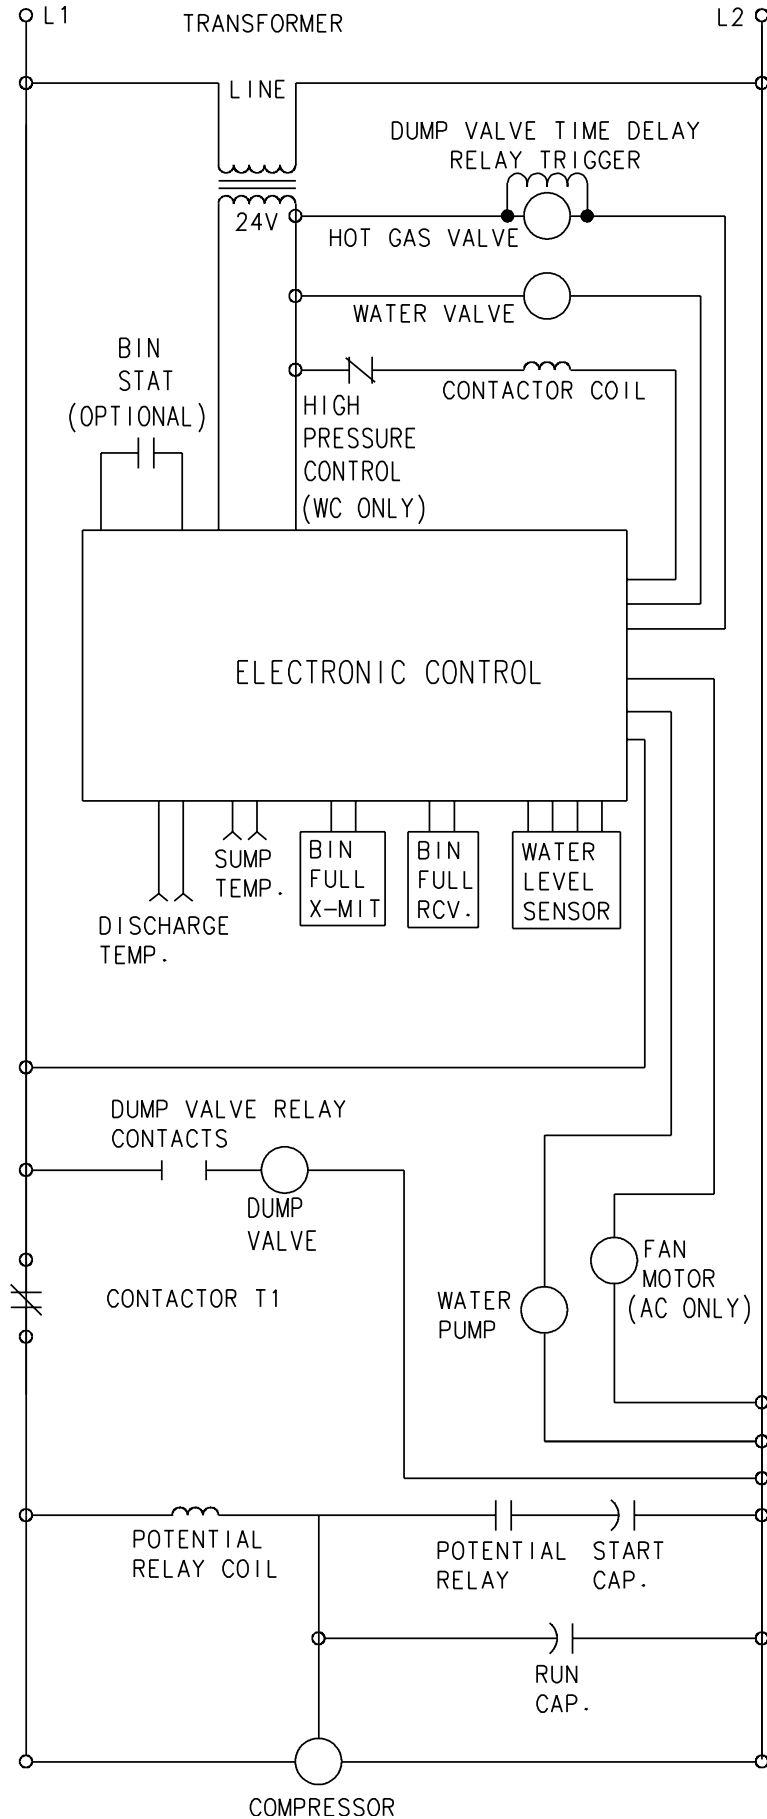 L1
TRANSFORMER
L2
LINE
DUMP VALVE TIME DELAY
RELAY TRIGGER
24V
HOT GAS VALVE
WATER VALVE
BIN
STAT
(OPTIONAL)
CONTACTOR COIL
HIGH
PRESSURE
CONTROL
(WC ONLY)
ELECTRONIC CONTROL
DISCHARGE
TEMP.
SUMP
TEMP.
BIN
FULL
X-MIT
BIN
FULL
RCV.
WATER
LEVEL
SENSOR
DUMP VALVE RELAY
CONTACTS
DUMP
VALVE
CONTACTOR T1
WATER
PUMP
FAN
MOTOR
(AC ONLY)
POTENTIAL
RELAY COIL
POTENTIAL
RELAY
START
CAP.
RUN
CAP.
COMPRESSOR